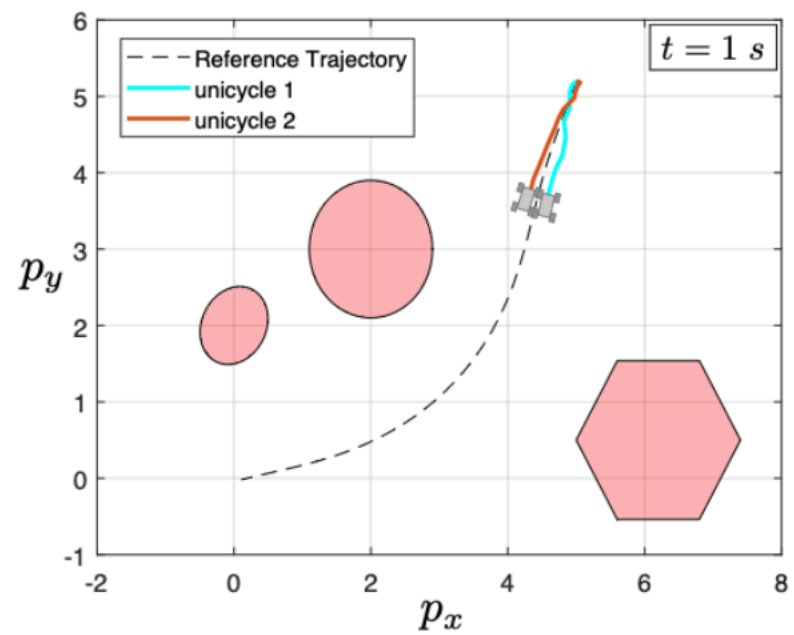 6
5
4
3
2
1
0
-1
p_y
Reference Trajectory
unicycle 1
unicycle 2
t = 1 s
-2 0 2 4 6 8
p_x